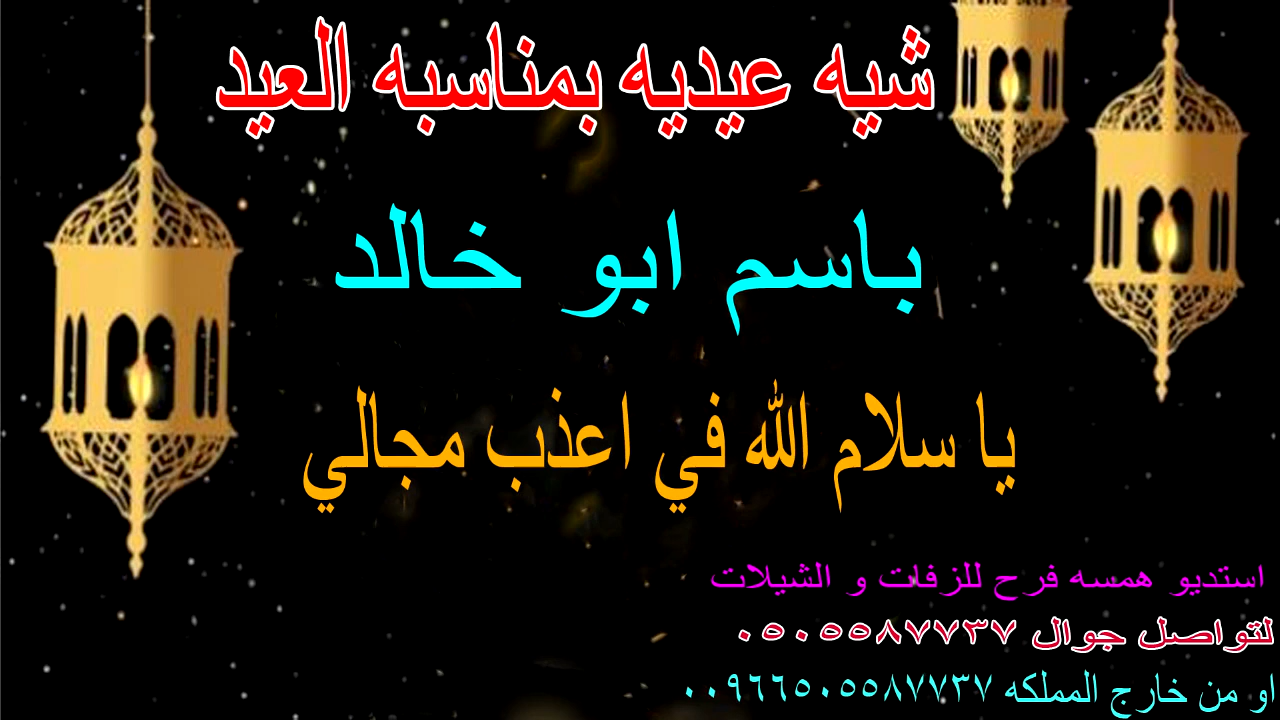 شيه عيديه بمناسبه العيد
باسم ابو خالد
يا سلام الله في اعذب مجالي
استديو همسه فرح للزفات و الشيلات
لتواصل جوال ٠٥٠٥٥٨٧٧٣٧
او من خارج المملكه ٠٠٩٦٦٥٠٥٥٨٧٧٣٧